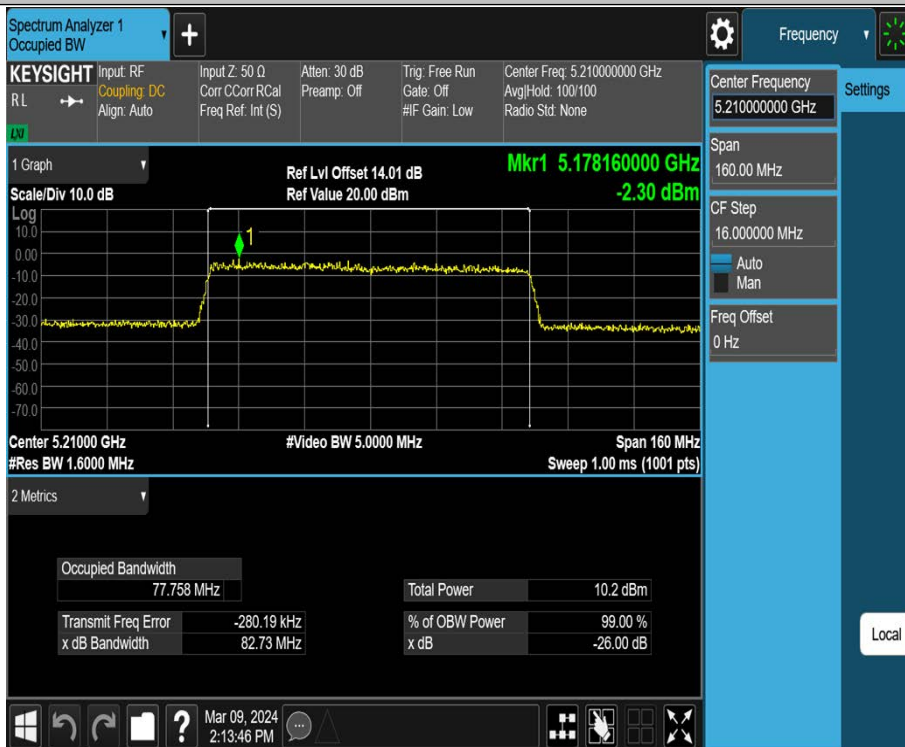 Spectrum Analyzer 1
Occupied BW
+
Frequency
KEYSIGHT
RL
LXI
Input: RF
Coupling: DC
Align: Auto
Input Z: 50 Ω
Corr CCorr RCal
Freq Ref: Int (S)
Atten: 30 dB
Preamp: Off
Trig: Free Run
Gate: Off
#IF Gain: Low
Center Freq: 5.210000000 GHz
Avg|Hold: 100/100
Radio Std: None
Center Frequency
5.210000000 GHz
Settings
Span
160.00 MHz
CF Step
16.000000 MHz
Auto
Man
Freq Offset
0 Hz
1 Graph
Scale/Div 10.0 dB
Ref Lvl Offset 14.01 dB
Ref Value 20.00 dBm
Mkr1 5.178160000 GHz
-2.30 dBm
Log
10.0
0.00
-10.0
-20.0
-30.0
-40.0
-50.0
-60.0
-70.0
1
Center 5.21000 GHz
#Video BW 5.0000 MHz
Span 160 MHz
#Res BW 1.6000 MHz
Sweep 1.00 ms (1001 pts)
2 Metrics
Occupied Bandwidth
77.758 MHz
Total Power 10.2 dBm
Transmit Freq Error -280.19 kHz
% of OBW Power 99.00 %
x dB Bandwidth 82.73 MHz
x dB -26.00 dB
Local
?
Mar 09, 2024
2:13:46 PM